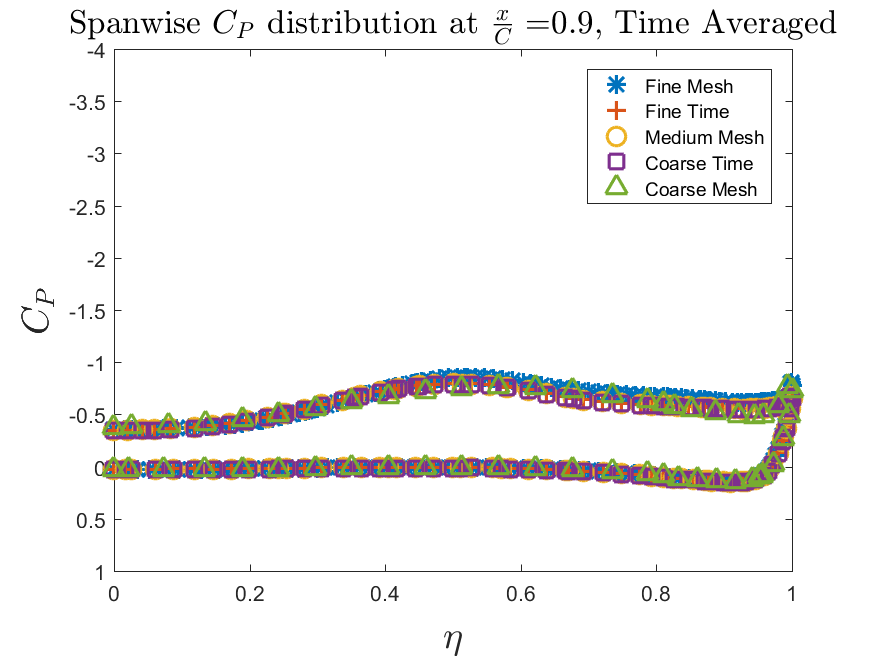 Spanwise C_P distribution at x/C =0.9, Time Averaged
-4
-3.5
-3
-2.5
-2
-1.5
-1
-0.5
0
0.5
1
C_P
Fine Mesh
Fine Time
Medium Mesh
Coarse Time
Coarse Mesh
0 0.2 0.4 0.6 0.8 1
η